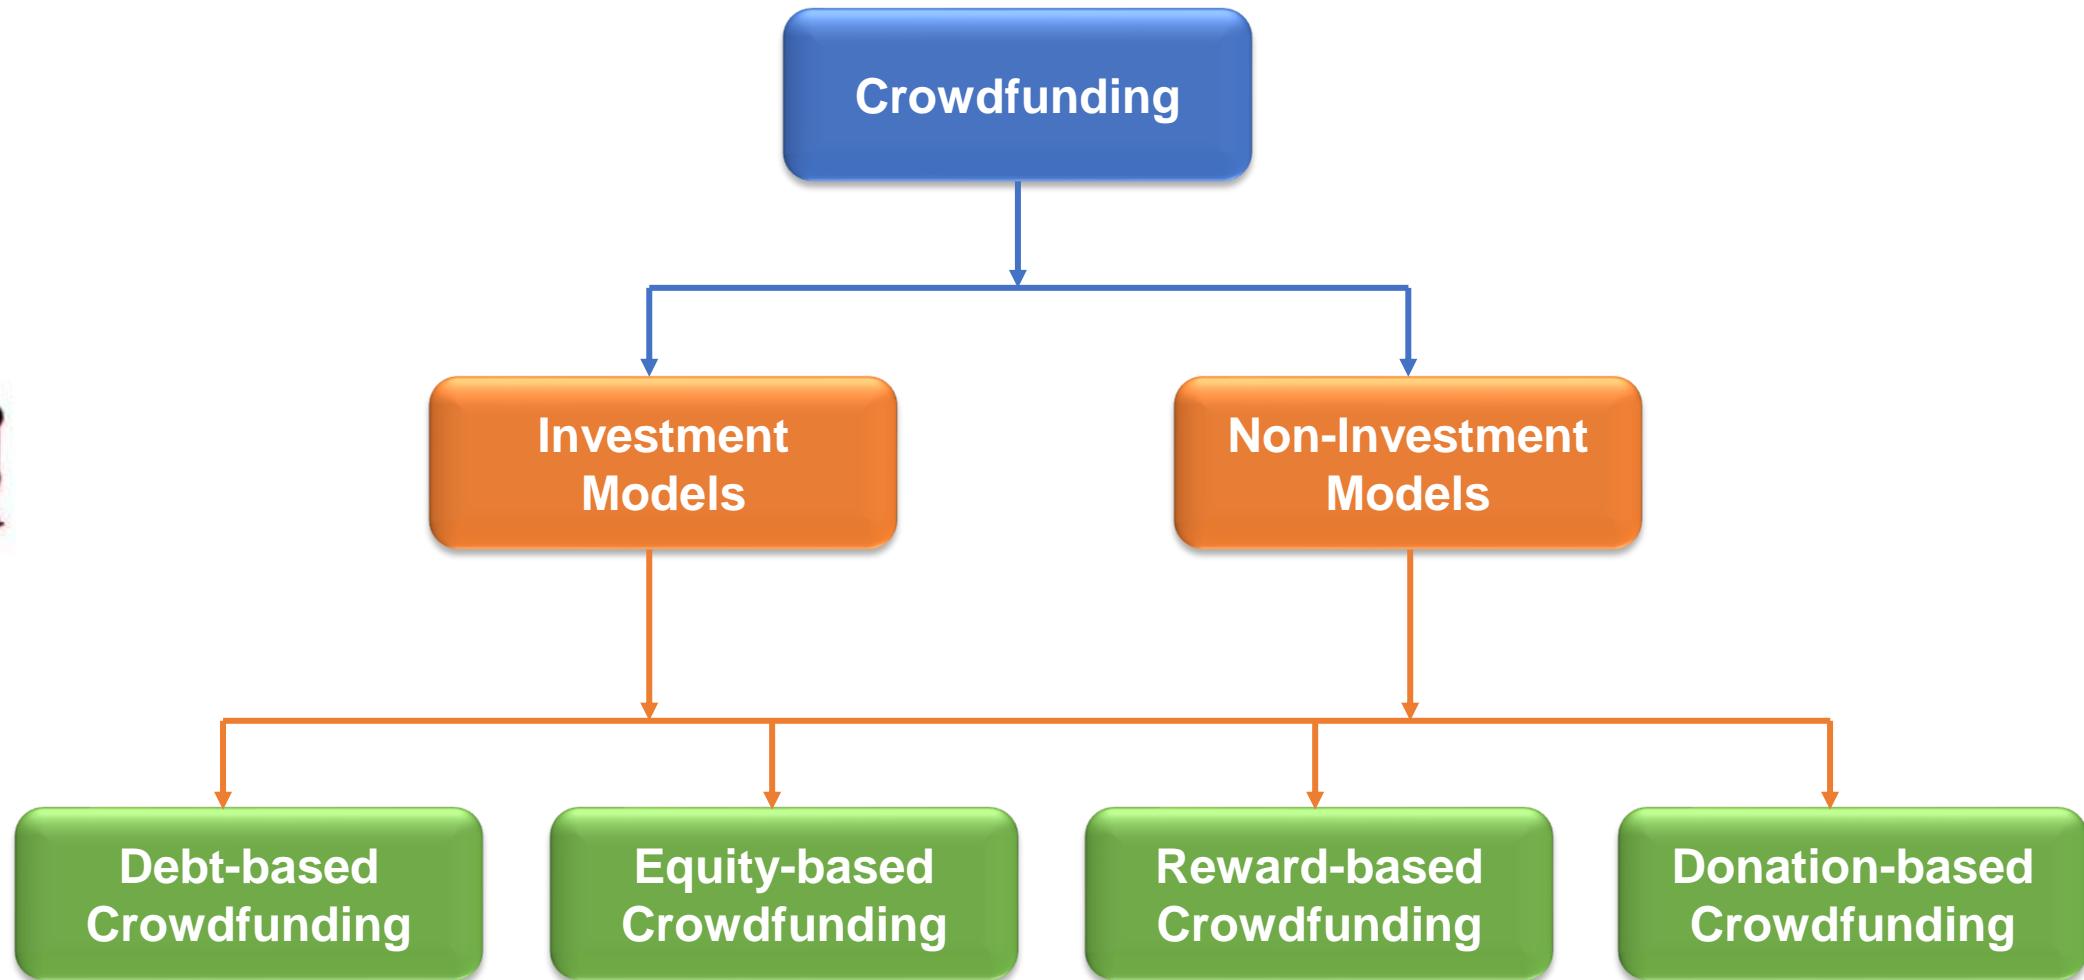 Crowdfunding
Investment
Models
Non-Investment
Models
Debt-based
Crowdfunding
Equity-based
Crowdfunding
Reward-based
Crowdfunding
Donation-based
Crowdfunding